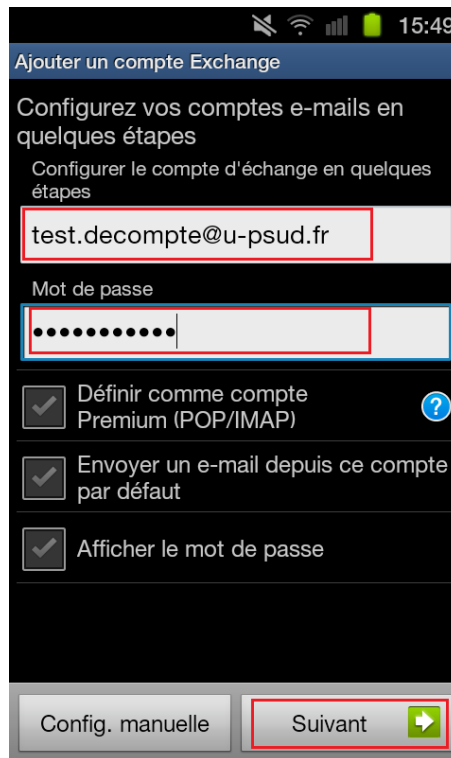 15:49
Ajouter un compte Exchange
Configurez vos comptes e-mails en
quelques étapes
Configurer le compte d'échange en quelques
étapes
test.decompte@u-psud.fr
Mot de passe
•••••••••••
Définir comme compte
Premium (POP/IMAP)
?
Envoyer un e-mail depuis ce compte
par défaut
Afficher le mot de passe
Config. manuelle
Suivant